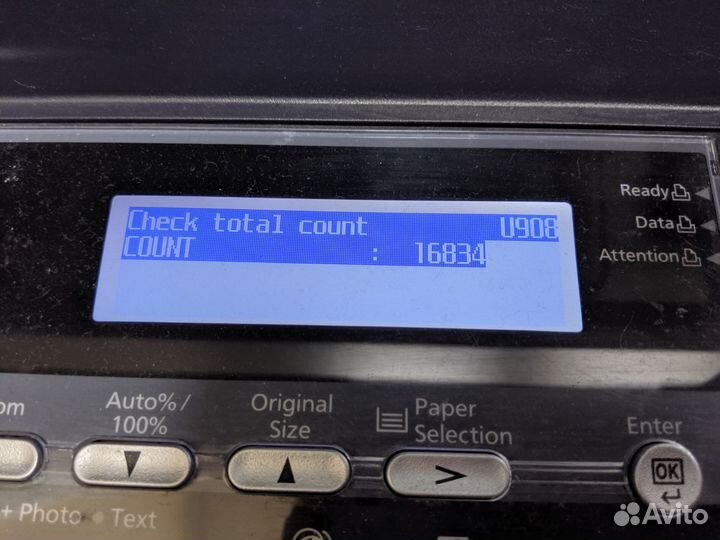 Ready
Check total count U908
Data
COUNT : 16834
Attention
Auto%/
100%
Original
Size
Paper
Selection
Enter
OK
+ Photo Text
Avito